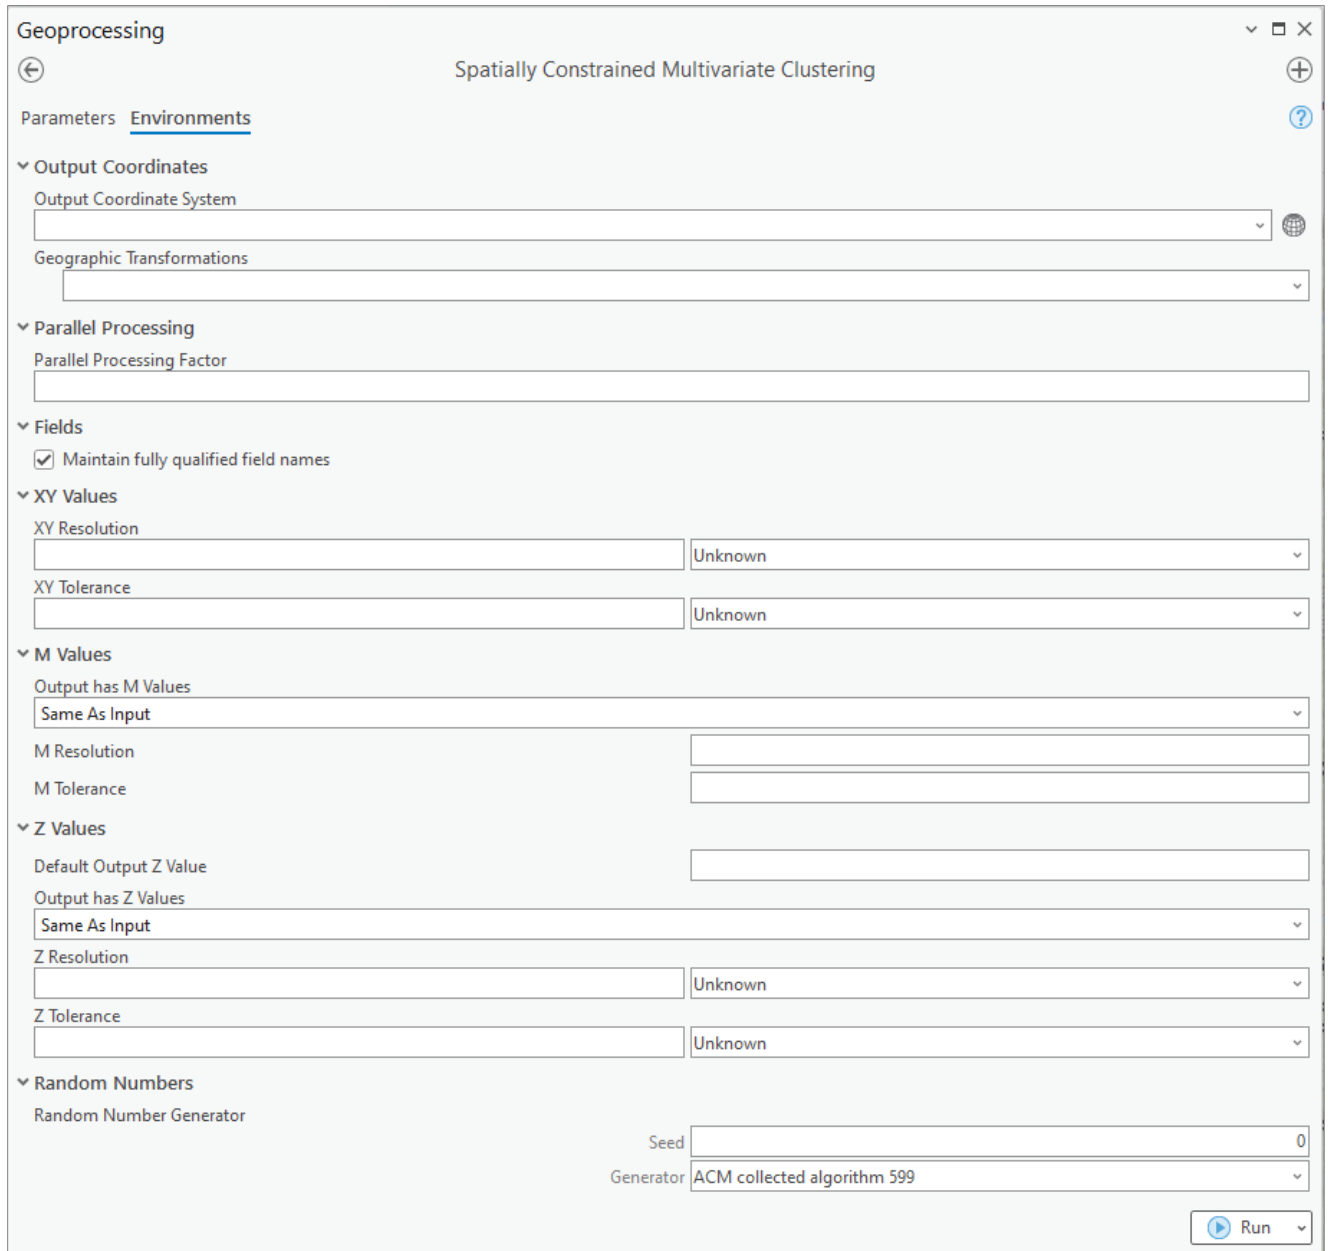 Geoprocessing
Spatially Constrained Multivariate Clustering
Parameters Environments
Output Coordinates
Output Coordinate System
Geographic Transformations
Parallel Processing
Parallel Processing Factor
Fields
Maintain fully qualified field names
XY Values
XY Resolution
Unknown
XY Tolerance
Unknown
M Values
Output has M Values
Same As Input
M Resolution
M Tolerance
Z Values
Default Output Z Value
Output has Z Values
Same As Input
Z Resolution
Unknown
Z Tolerance
Unknown
Random Numbers
Random Number Generator
Seed 0
Generator ACM collected algorithm 599
Run